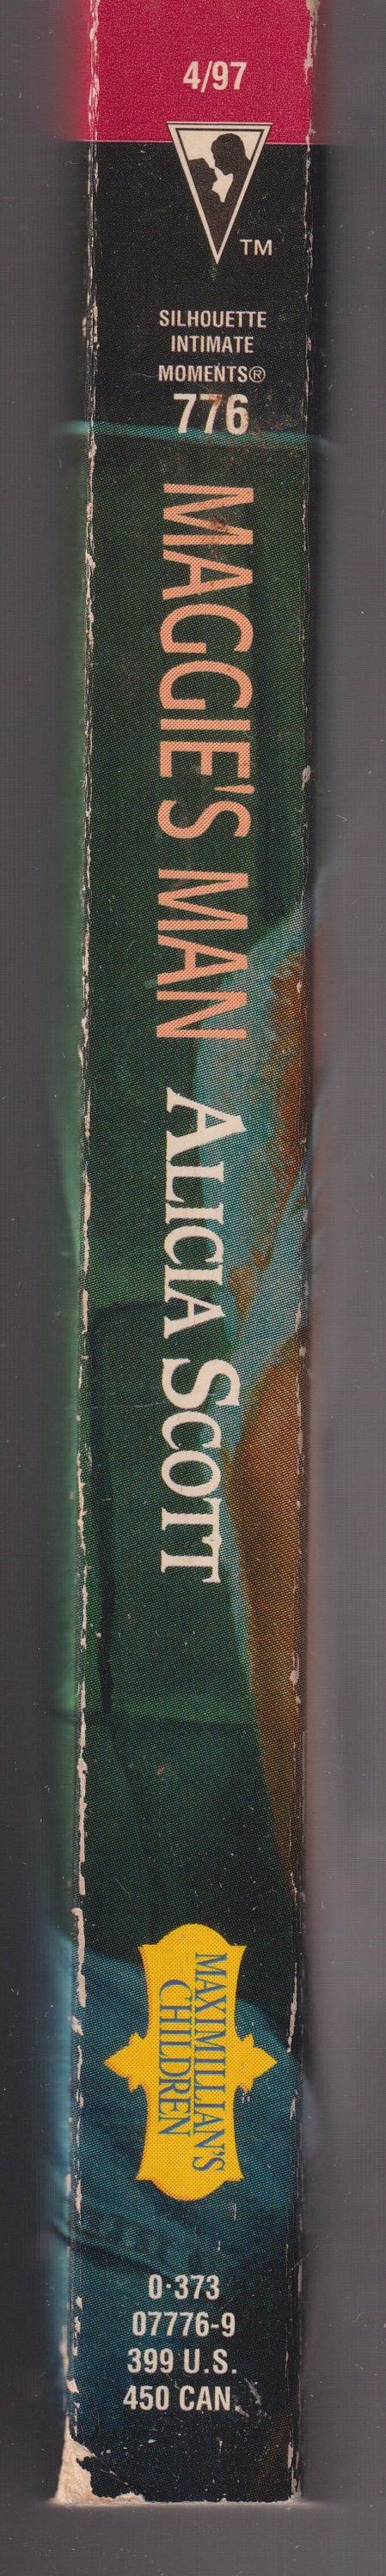 4/97
TM
SILHOUETTE
INTIMATE
MOMENTS®
776
MAGGIE'S MAN
ALICIA SCOTT
MAXIMILLIAN'S
CHILDREN
0·373
07776-9
399 U.S.
450 CAN.